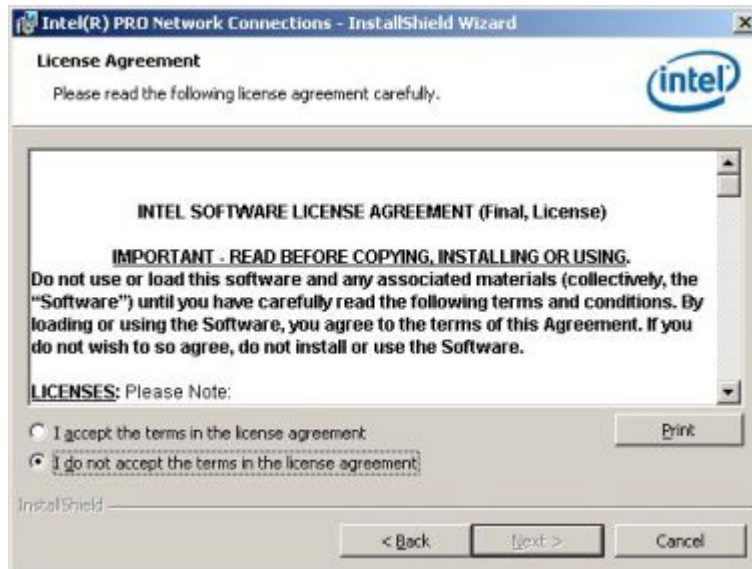 Intel(R) PRO Network Connections - InstallShield Wizard
License Agreement
Please read the following license agreement carefully.
intel
INTEL SOFTWARE LICENSE AGREEMENT (Final, License)
IMPORTANT - READ BEFORE COPYING, INSTALLING OR USING.
Do not use or load this software and any associated materials (collectively, the
“Software”) until you have carefully read the following terms and conditions. By
loading or using the Software, you agree to the terms of this Agreement. If you
do not wish to so agree, do not install or use the Software.
LICENSES: Please Note:
I accept the terms in the license agreement
Print
I do not accept the terms in the license agreement
InstallShield
< Back
Next >
Cancel